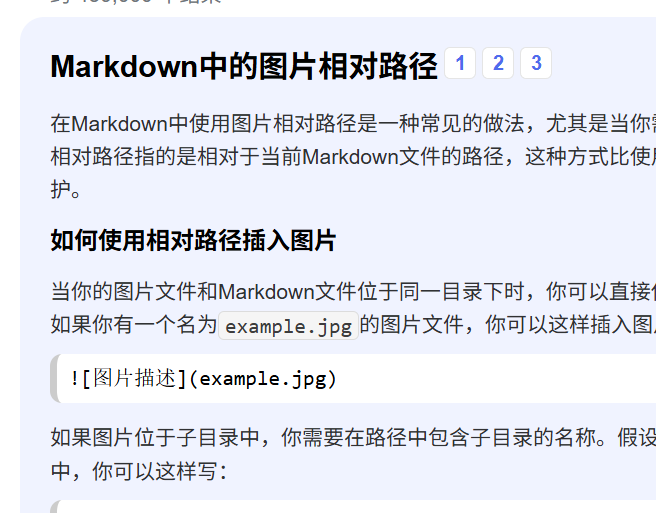 Markdown中的图片相对路径 1 2 3
在Markdown中使用图片相对路径是一种常见的做法，尤其是当你
相对路径指的是相对于当前Markdown文件的路径，这种方式比使
护。
如何使用相对路径插入图片
当你的图片文件和Markdown文件位于同一目录下时，你可以直接
如果你有一个名为example.jpg的图片文件，你可以这样插入图
![图片描述](example.jpg)
如果图片位于子目录中，你需要在路径中包含子目录的名称。假设
中，你可以这样写：